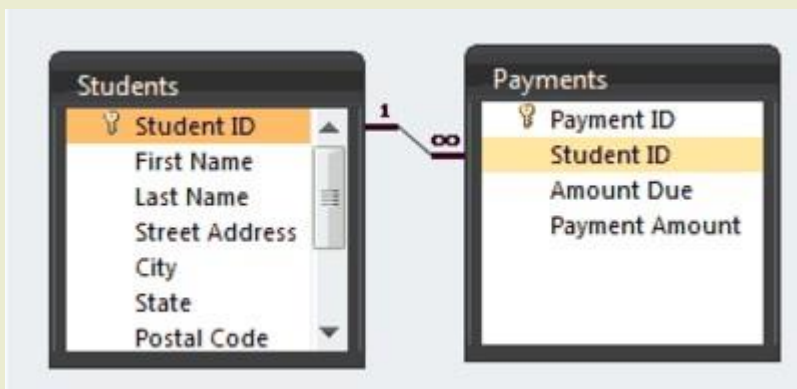 Students
Student ID
First Name
Last Name
Street Address
City
State
Postal Code
1
∞
Payments
Payment ID
Student ID
Amount Due
Payment Amount